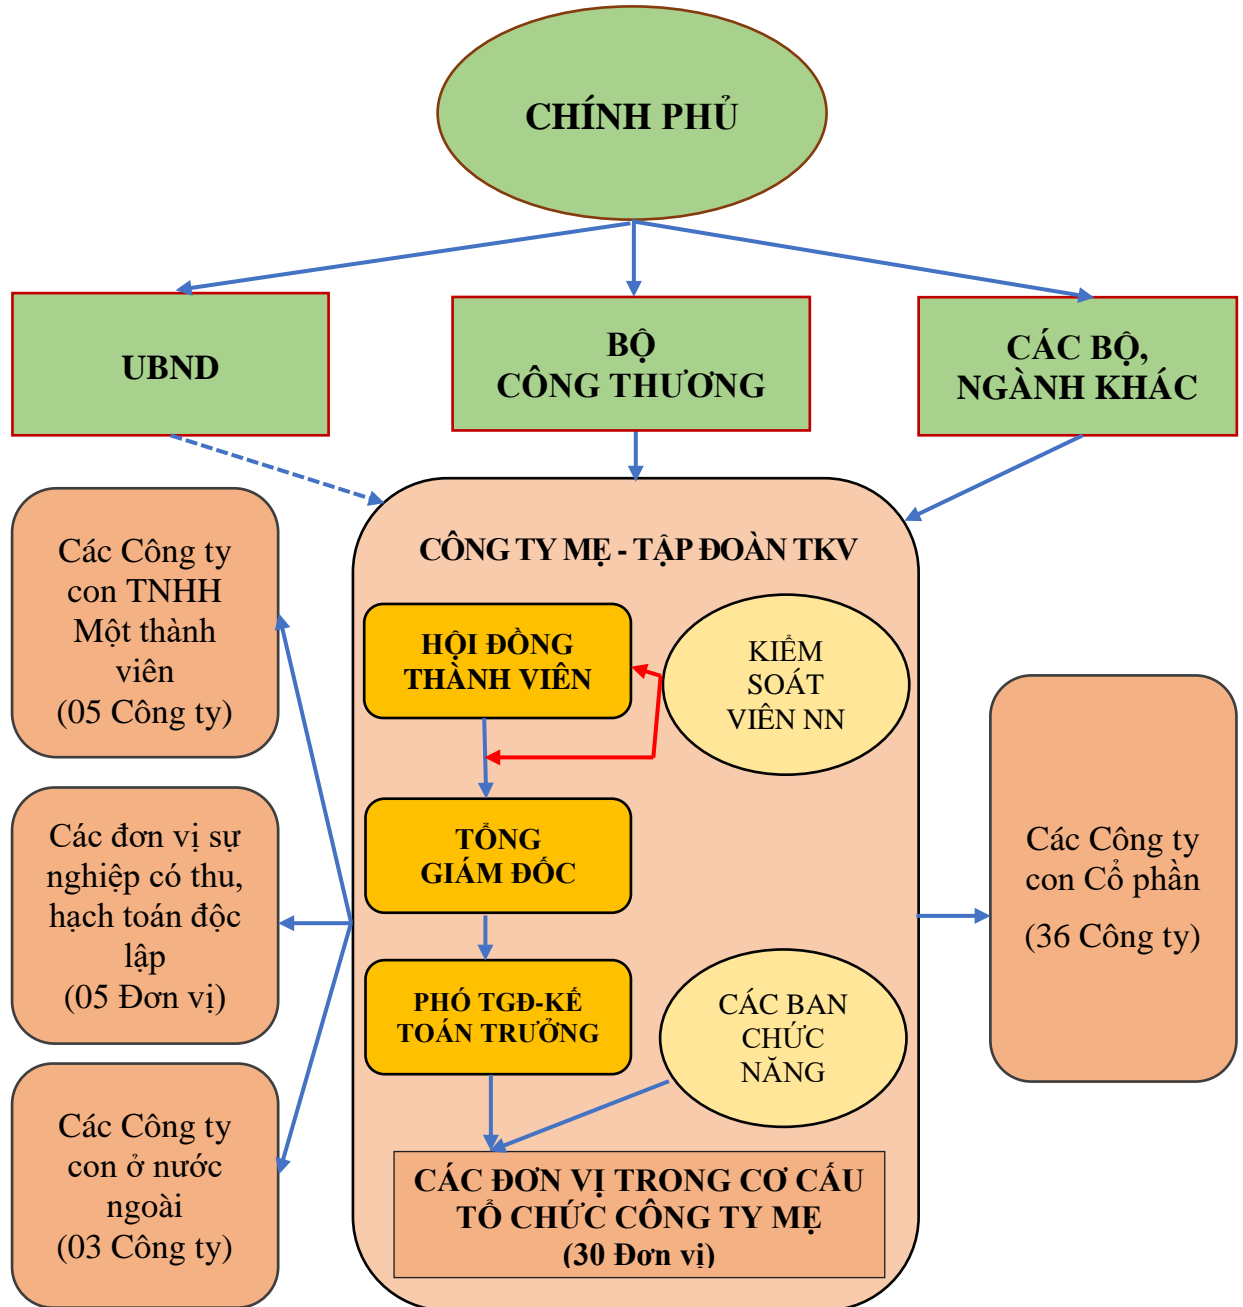 CHÍNH PHỦ
UBND
BỘ
CÔNG THƯƠNG
CÁC BỘ,
NGÀNH KHÁC
Các Công ty
con TNHH
Một thành
viên
(05 Công ty)
Các đơn vị sự
nghiệp có thu,
hạch toán độc
lập
(05 Đơn vị)
Các Công ty
con ở nước
ngoài
(03 Công ty)
CÔNG TY MẸ - TẬP ĐOÀN TKV
HỘI ĐỒNG
THÀNH VIÊN
KIỂM
SOÁT
VIÊN NN
TỔNG
GIÁM ĐỐC
PHÓ TGĐ-KẾ
TOÁN TRƯỞNG
CÁC BAN
CHỨC
NĂNG
CÁC ĐƠN VỊ TRONG CƠ CẤU
TỔ CHỨC CÔNG TY MẸ
(30 Đơn vị)
Các Công ty
con Cổ phần
(36 Công ty)